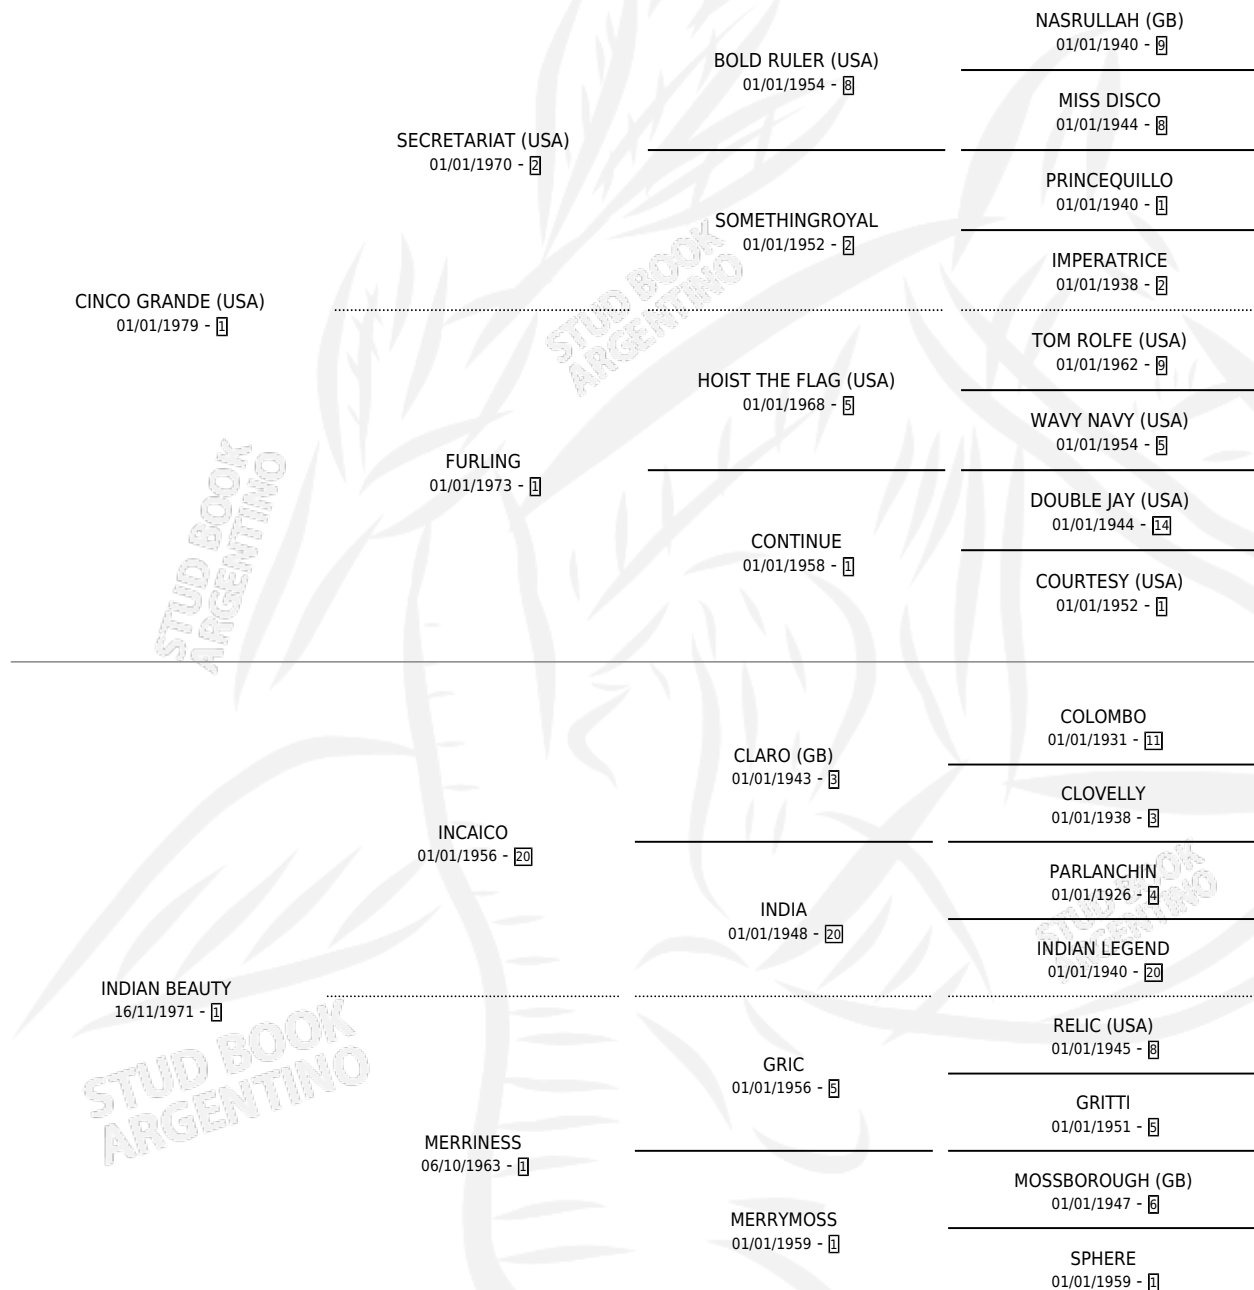 NASRULLAH (GB)
01/01/1940 - 9
BOLD RULER (USA)
01/01/1954 - 8
MISS DISCO
01/01/1944 - 8
SECRETARIAT (USA)
01/01/1970 - 2
PRINCEQUILLO
01/01/1940 - 1
SOMETHINGROYAL
01/01/1952 - 2
IMPERATRICE
01/01/1938 - 2
CINCO GRANDE (USA)
01/01/1979 - 1
TOM ROLFE (USA)
01/01/1962 - 9
HOIST THE FLAG (USA)
01/01/1968 - 5
WAVY NAVY (USA)
01/01/1954 - 5
FURLING
01/01/1973 - 1
DOUBLE JAY (USA)
01/01/1944 - 14
CONTINUE
01/01/1958 - 1
COURTESY (USA)
01/01/1952 - 1
COLOMBO
01/01/1931 - 11
CLARO (GB)
01/01/1943 - 3
CLOVELLY
01/01/1938 - 3
INCAICO
01/01/1956 - 20
PARLANCHIN
01/01/1926 - 4
INDIA
01/01/1948 - 20
INDIAN LEGEND
01/01/1940 - 20
INDIAN BEAUTY
16/11/1971 - 1
RELIC (USA)
01/01/1945 - 8
GRIC
01/01/1956 - 5
GRITTI
01/01/1951 - 5
MERRINESS
06/10/1963 - 1
MOSSBOROUGH (GB)
01/01/1947 - 6
MERRYMOSS
01/01/1959 - 1
SPHERE
01/01/1959 - 1
STUD BOOK
ARGENTINO
STUD BOOK
ARGENTINO
STUD BOOK
ARGENTINO
STUD BOOK
ARGENTINO